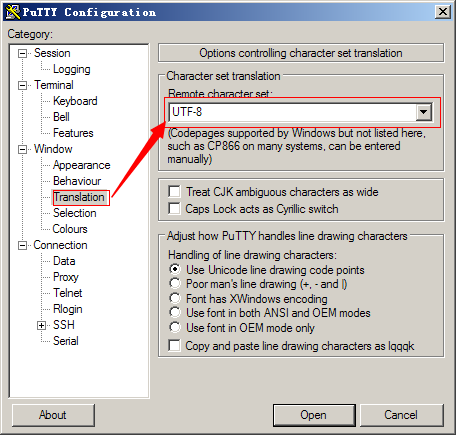 PuTTY Configuration
Category:
Session
Logging
Terminal
Keyboard
Bell
Features
Window
Appearance
Behaviour
Translation
Selection
Colours
Connection
Data
Proxy
Telnet
Rlogin
SSH
Serial
Options controlling character set translation
Character set translation
Remote character set:
UTF-8
(Codepages supported by Windows but not listed here,
such as CP866 on many systems, can be entered
manually)
Treat CJK ambiguous characters as wide
Caps Lock acts as Cyrillic switch
Adjust how PuTTY handles line drawing characters
Handling of line drawing characters:
Use Unicode line drawing code points
Poor man's line drawing (+, - and |)
Font has XWindows encoding
Use font in both ANSI and OEM modes
Use font in OEM mode only
Copy and paste line drawing characters as lqqqk
About
Open
Cancel